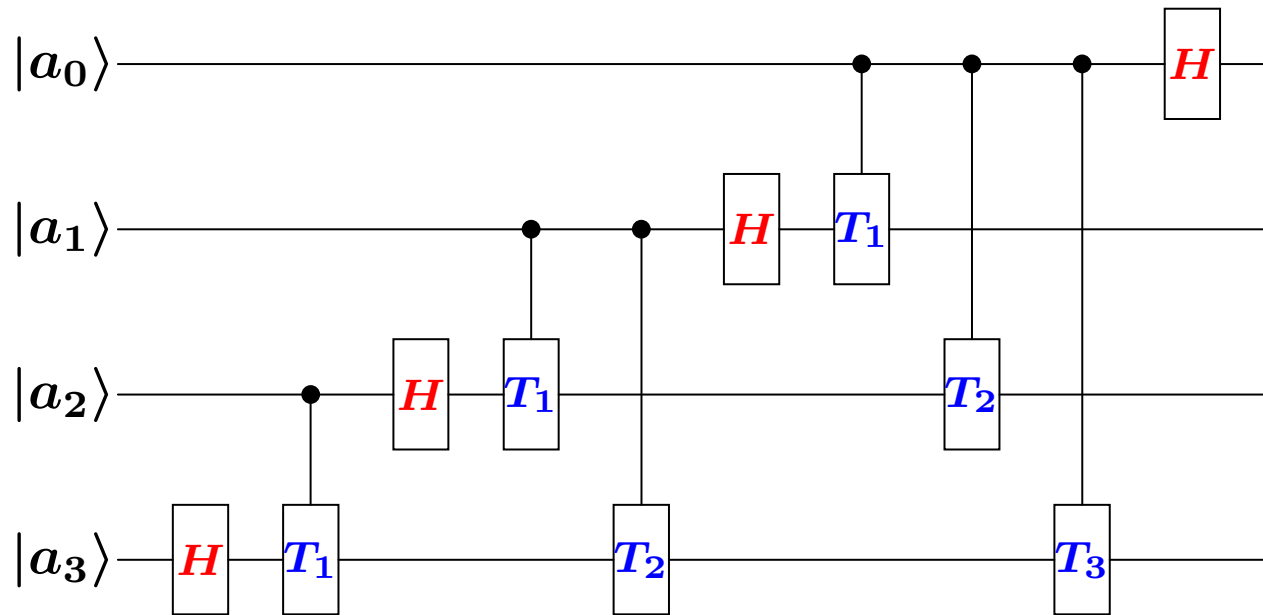 |a₀⟩ H
|a₁⟩ H T₁
|a₂⟩ H T₁ T₂
|a₃⟩ H T₁ T₂ T₃